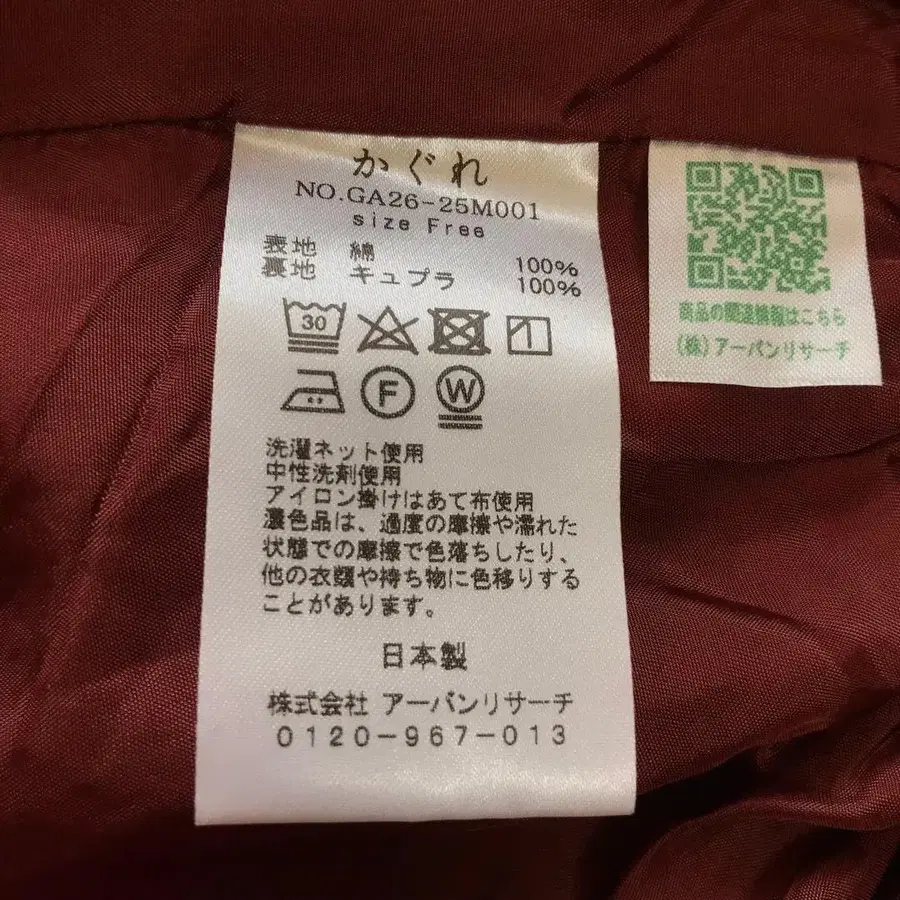 かぐれ
NO.GA26-25M001
size Free
表地 綿 100%
裏地 キュプラ 100%
30
F
W
洗濯ネット使用
中性洗剤使用
アイロン掛けはあて布使用
濃色品は、過度の摩擦や濡れた
状態での摩擦で色落ちしたり、
他の衣類や持ち物に色移りする
ことがあります。
日本製
株式会社 アーバンリサーチ
0120-967-013
商品の関連情報はこちら
(株)アーバンリサーチ